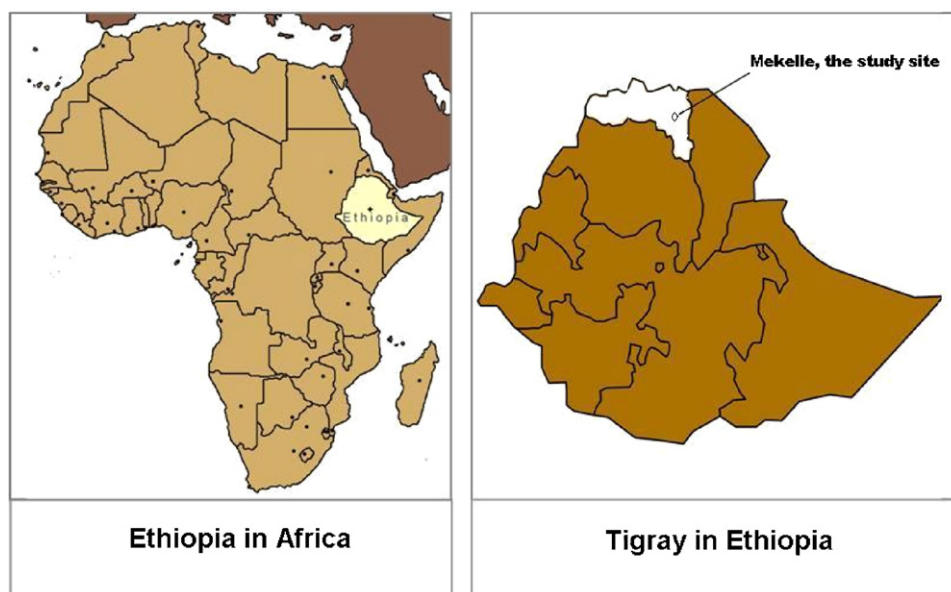 Ethiopia
Mekelle, the study site
Ethiopia in Africa
Tigray in Ethiopia